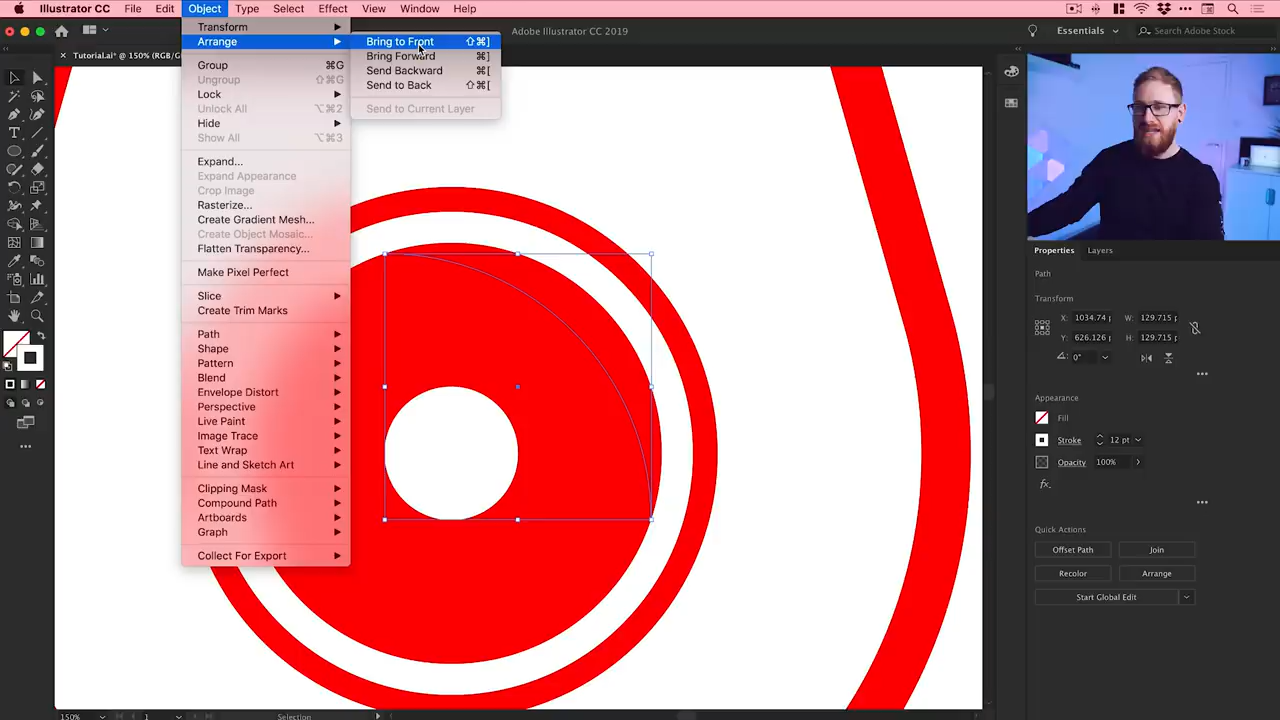 Illustrator CC File Edit Object Type Select Effect View Window Help
Adobe Illustrator CC 2019
Essentials
Search Adobe Stock
Tutorial.ai* @ 150% (RGB/G
Transform
Arrange
Group ⌘G
Ungroup ⇧⌘G
Lock
Unlock All ⌥⌘2
Hide
Show All ⌥⌘3
Expand...
Expand Appearance
Crop Image
Rasterize...
Create Gradient Mesh...
Create Object Mosaic...
Flatten Transparency...
Make Pixel Perfect
Slice
Create Trim Marks
Path
Shape
Pattern
Blend
Envelope Distort
Perspective
Live Paint
Image Trace
Text Wrap
Line and Sketch Art
Clipping Mask
Compound Path
Artboards
Graph
Collect For Export
Bring to Front ⇧⌘]
Bring Forward ⌘]
Send Backward ⌘[
Send to Back ⇧⌘[
Send to Current Layer
Properties Layers
Path
Transform
X: 1034.74 p W: 129.715 p
Y: 626.126 p H: 129.715 p
0°
Appearance
Fill
Stroke 12 pt
Opacity 100%
fx.
Quick Actions
Offset Path Join
Recolor Arrange
Start Global Edit
150% 1 Selection